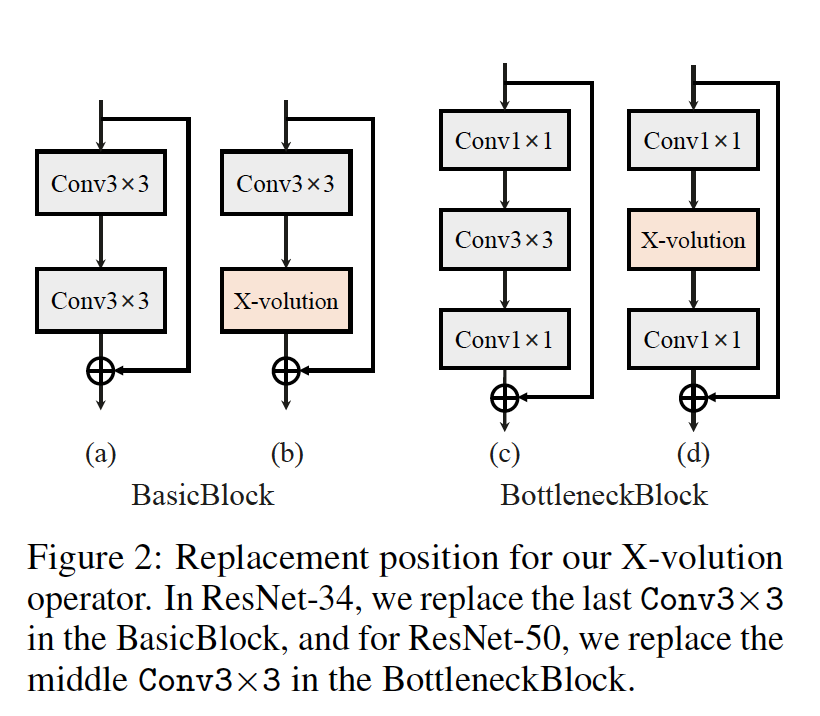 Conv3×3
Conv3×3
(a)
Conv3×3
X-volution
(b)
BasicBlock
Conv1×1
Conv3×3
Conv1×1
(c)
Conv1×1
X-volution
Conv1×1
(d)
BottleneckBlock
Figure 2: Replacement position for our X-volution
operator. In ResNet-34, we replace the last Conv3×3
in the BasicBlock, and for ResNet-50, we replace the
middle Conv3×3 in the BottleneckBlock.